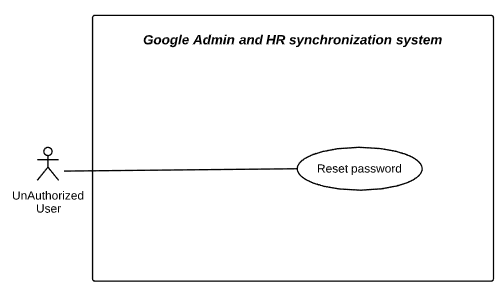 Google Admin and HR synchronization system
Reset password
UnAuthorized
User